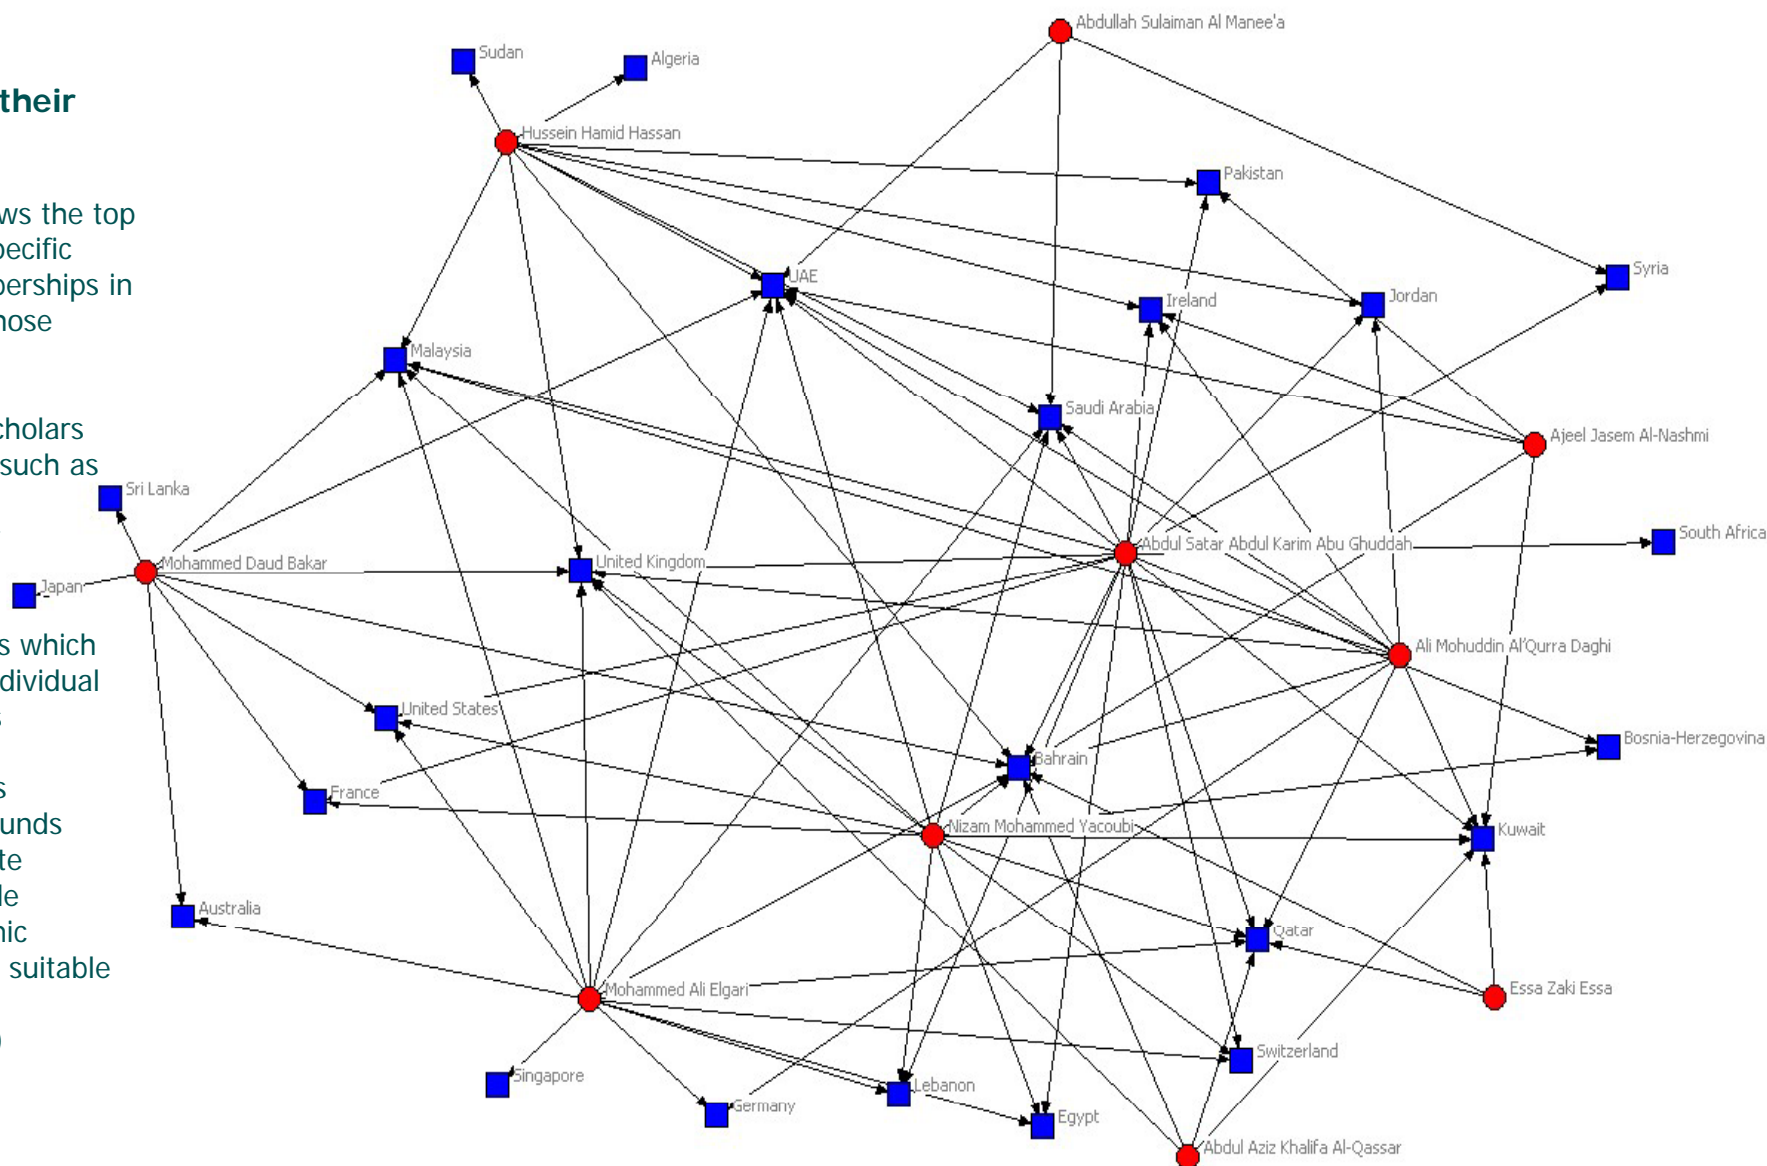 their
ws the top
pecific
perships in
nose
cholars
such as
s which
dividual
s
s
unds
te
le
nic
suitable
)
Abdullah Sulaiman Al Manee'a
Sudan
Algeria
Hussein Hamid Hassan
Pakistan
UAE
Syria
Ireland
Jordan
Malaysia
Saudi Arabia
Ajeel Jasem Al-Nashmi
Sri Lanka
South Africa
Abdul Satar Abdul Karim Abu Ghuddah
Mohammed Daud Bakar
United Kingdom
Japan
Ali Mohuddin Al'Qurra Daghi
United States
Bosnia-Herzegovina
Bahrain
France
Nizam Mohammed Yacoubi
Kuwait
Australia
Qatar
Mohammed Ali Elgari
Essa Zaki Essa
Switzerland
Singapore
Lebanon
Germany
Egypt
Abdul Aziz Khalifa Al-Qassar